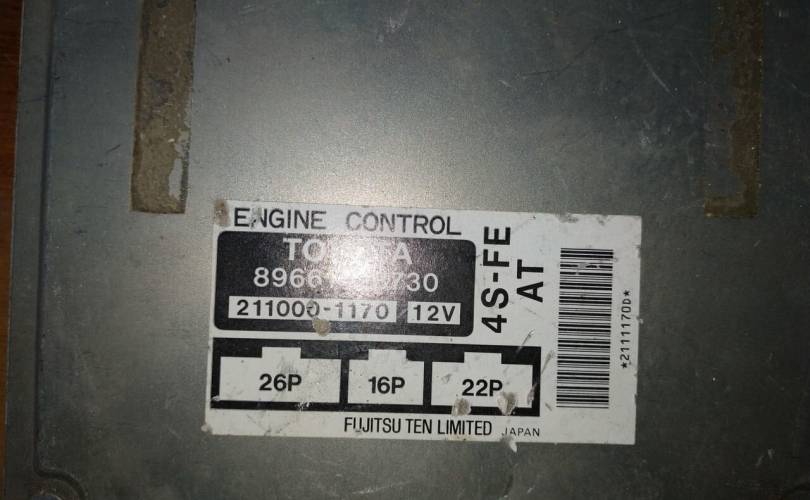 ENGINE CONTROL
211000-1170 12V
4S-FE
AT
26P 16P 22P
FUJITSU TEN LIMITED JAPAN
*2111170D*